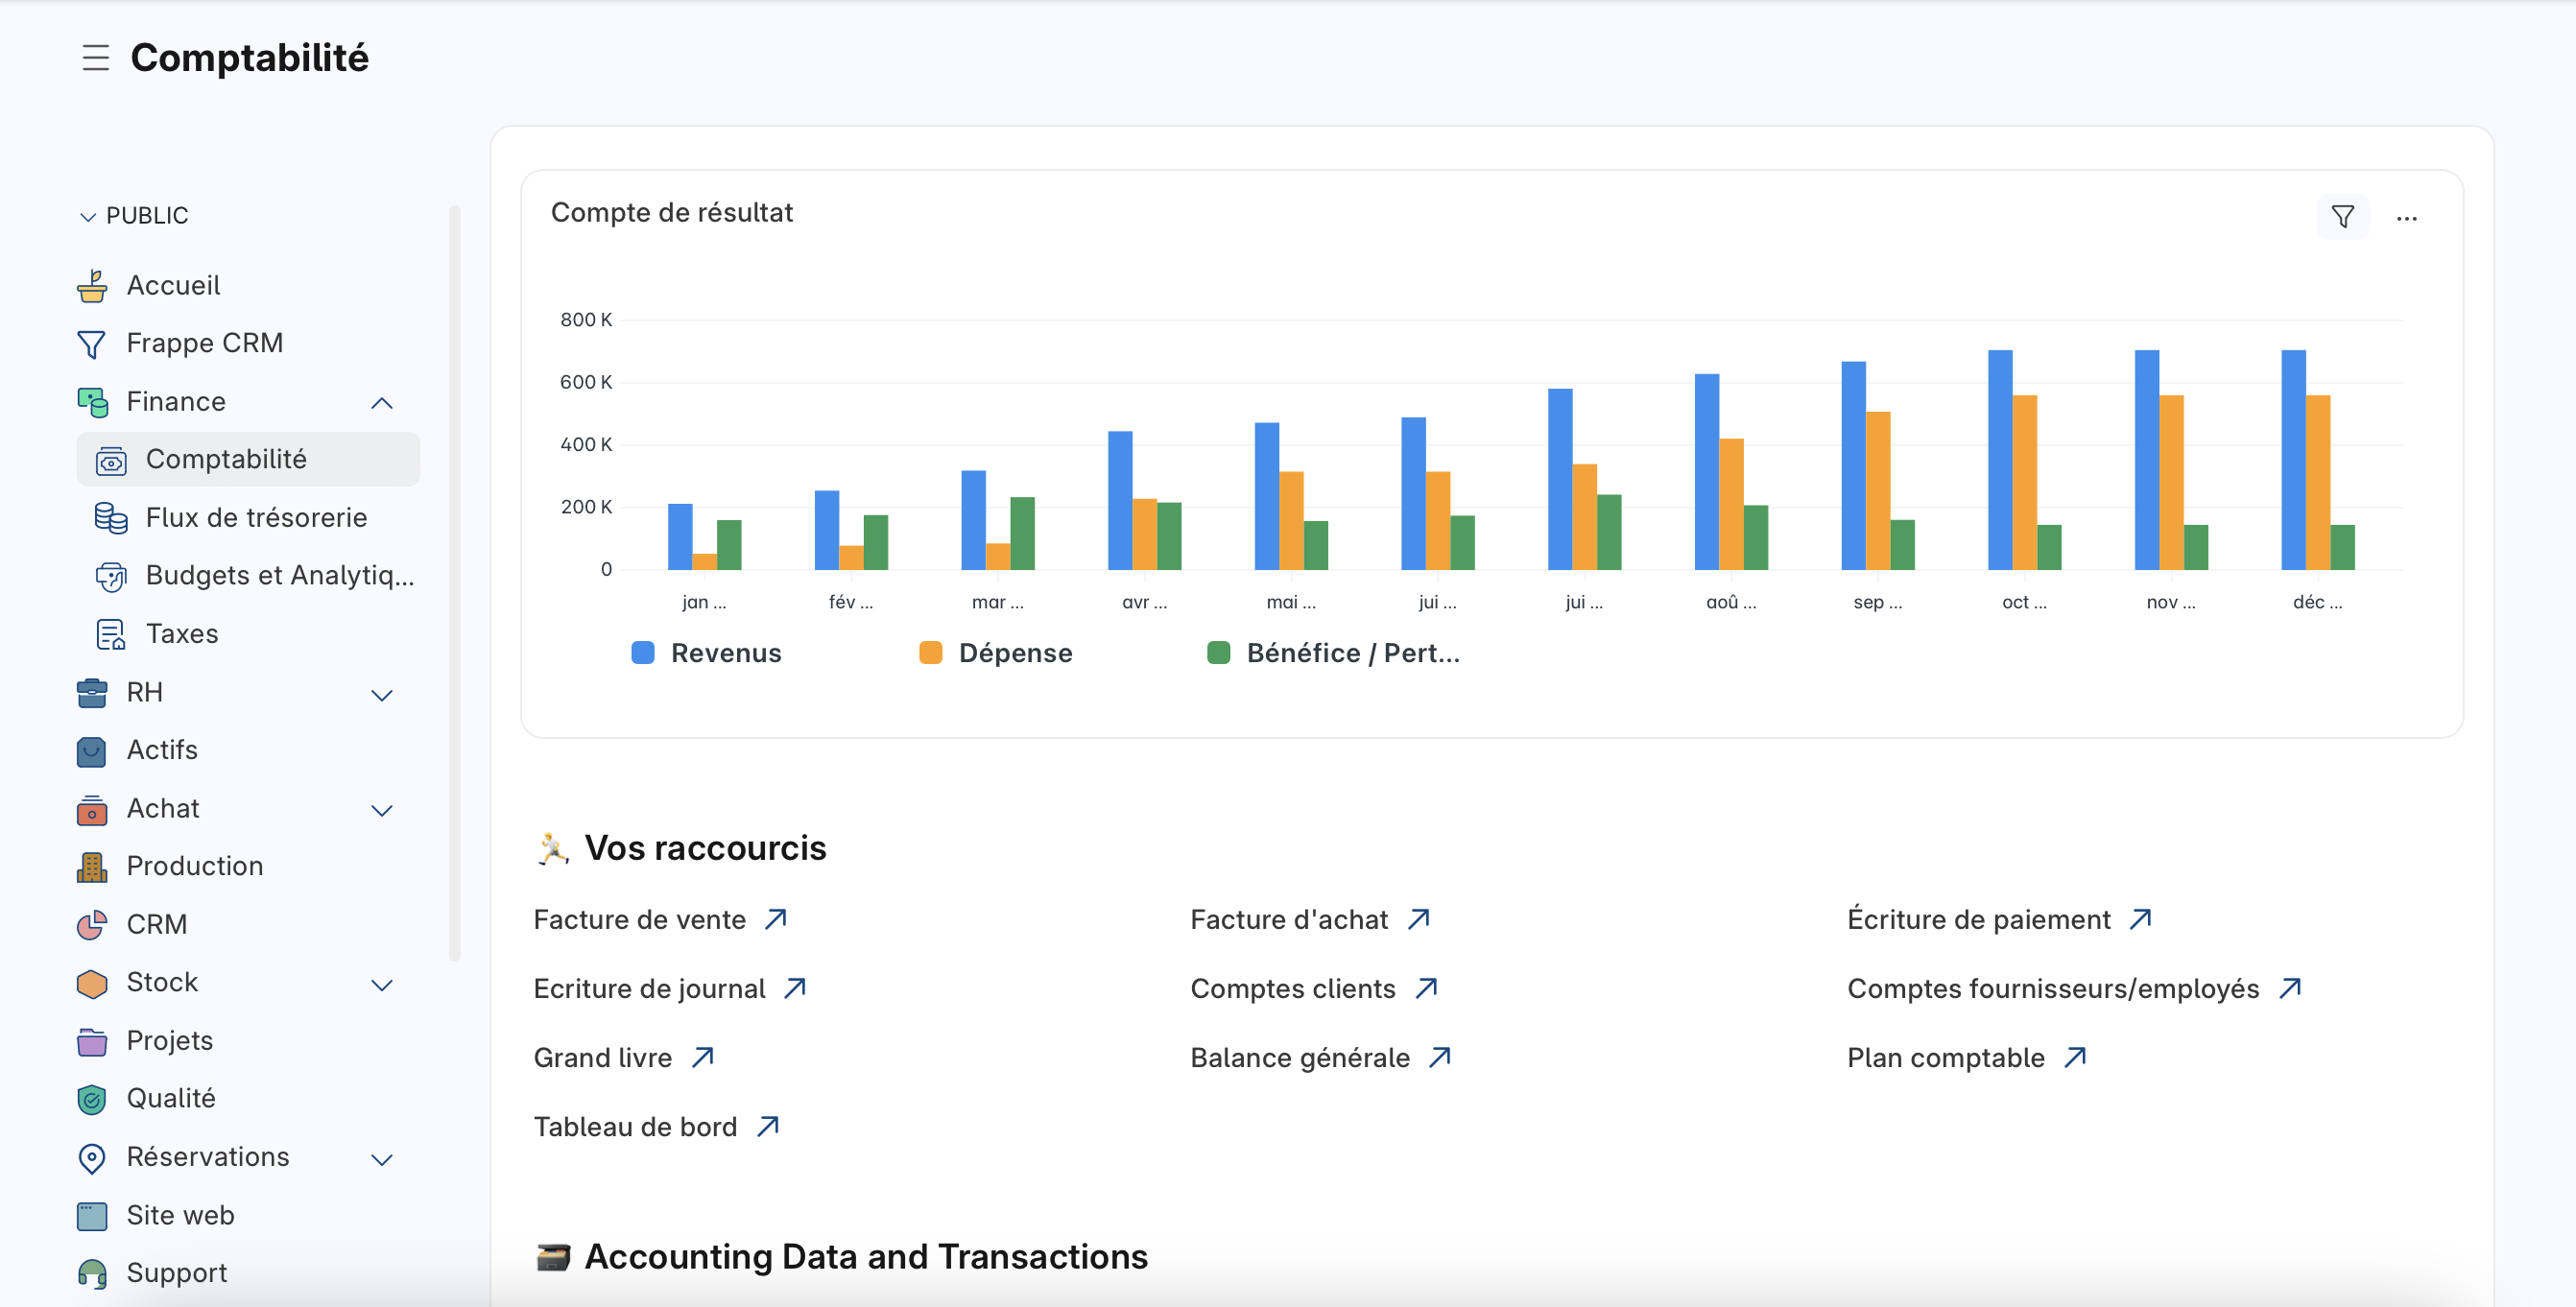 Comptabilité
PUBLIC
Accueil
Frappe CRM
Finance
Comptabilité
Flux de trésorerie
Budgets et Analytiq...
Taxes
RH
Actifs
Achat
Production
CRM
Stock
Projets
Qualité
Réservations
Site web
Support
Compte de résultat
800 K
600 K
400 K
200 K
0
jan ... fév ... mar ... avr ... mai ... jui ... jui ... aoû ... sep ... oct ... nov ... déc ...
Revenus Dépense Bénéfice / Pert...
Vos raccourcis
Facture de vente Facture d'achat Écriture de paiement
Ecriture de journal Comptes clients Comptes fournisseurs/employés
Grand livre Balance générale Plan comptable
Tableau de bord
Accounting Data and Transactions